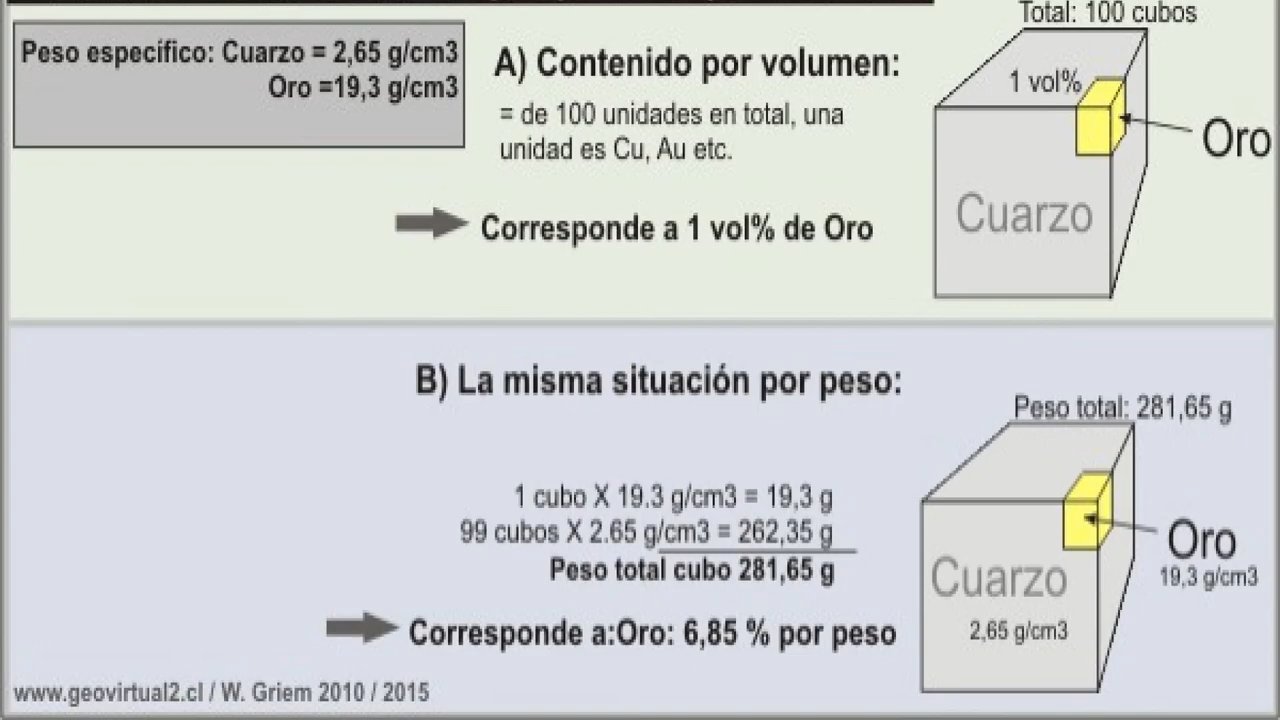 Peso específico: Cuarzo = 2,65 g/cm3
Oro =19,3 g/cm3
A) Contenido por volumen:
= de 100 unidades en total, una
unidad es Cu, Au etc.
Corresponde a 1 vol% de Oro
Total: 100 cubos
1 vol%
Oro
Cuarzo
B) La misma situación por peso:
1 cubo X 19.3 g/cm3 = 19,3 g
99 cubos X 2.65 g/cm3 = 262,35 g
Peso total cubo 281,65 g
Corresponde a:Oro: 6,85 % por peso
Peso total: 281,65 g
Oro
19,3 g/cm3
Cuarzo
2,65 g/cm3
www.geovirtual2.cl / W. Griem 2010 / 2015